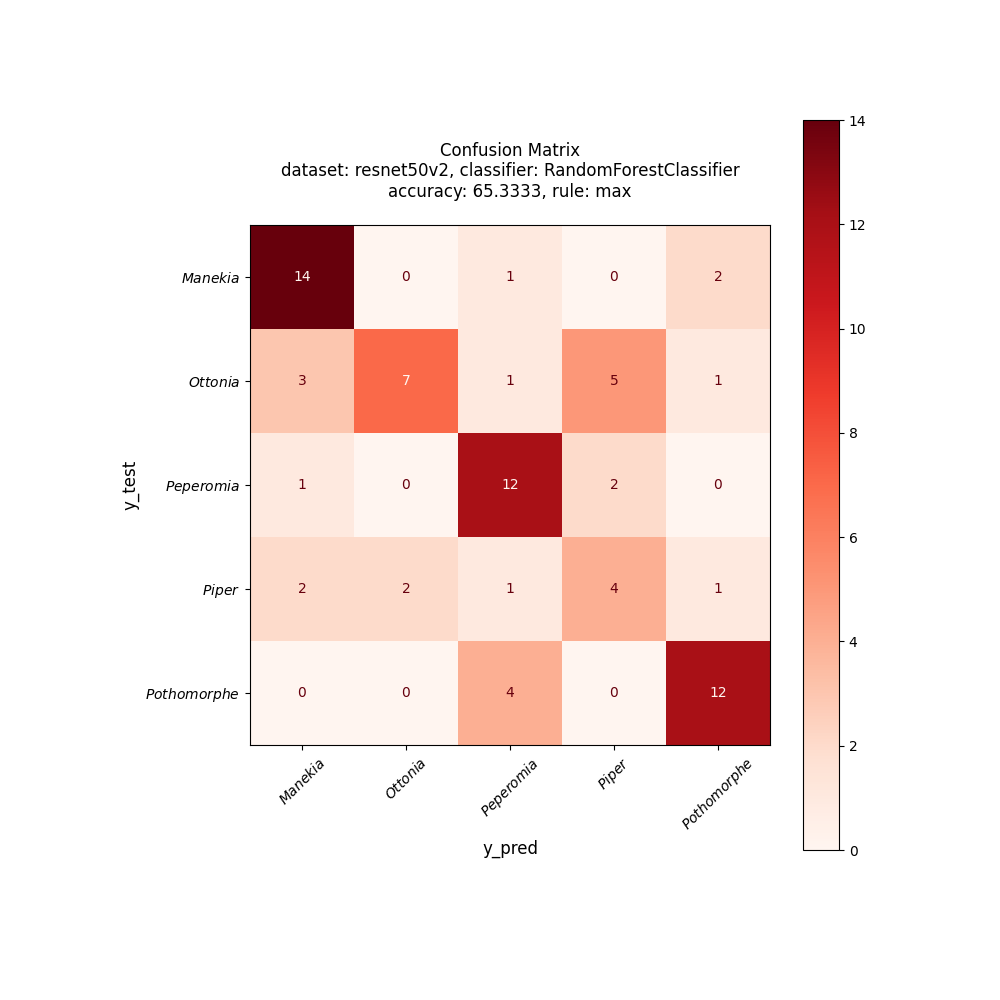 Confusion Matrix
dataset: resnet50v2, classifier: RandomForestClassifier
accuracy: 65.3333, rule: max
14
12
10
8
6
4
2
0
y_test
Manekia 14 0 1 0 2
Ottonia 3 7 1 5 1
Peperomia 1 0 12 2 0
Piper 2 2 1 4 1
Pothomorphe 0 0 4 0 12
Manekia Ottonia Peperomia Piper Pothomorphe
y_pred